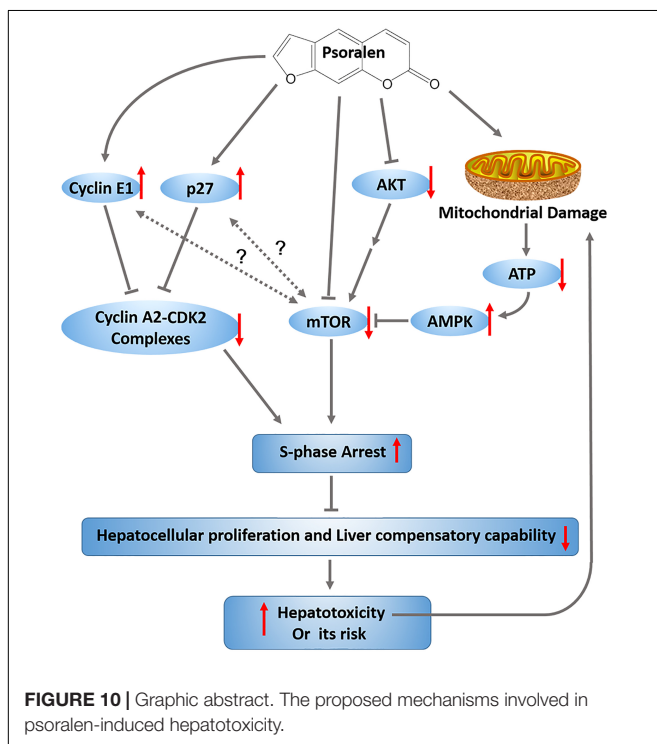 Psoralen
O
O
O
Cyclin E1
p27
AKT
Mitochondrial Damage
?
?
ATP
Cyclin A2-CDK2
Complexes
mTOR
AMPK
S-phase Arrest
Hepatocellular proliferation and Liver compensatory capability
Hepatotoxicity
Or its risk
FIGURE 10 | Graphic abstract. The proposed mechanisms involved in
psoralen-induced hepatotoxicity.